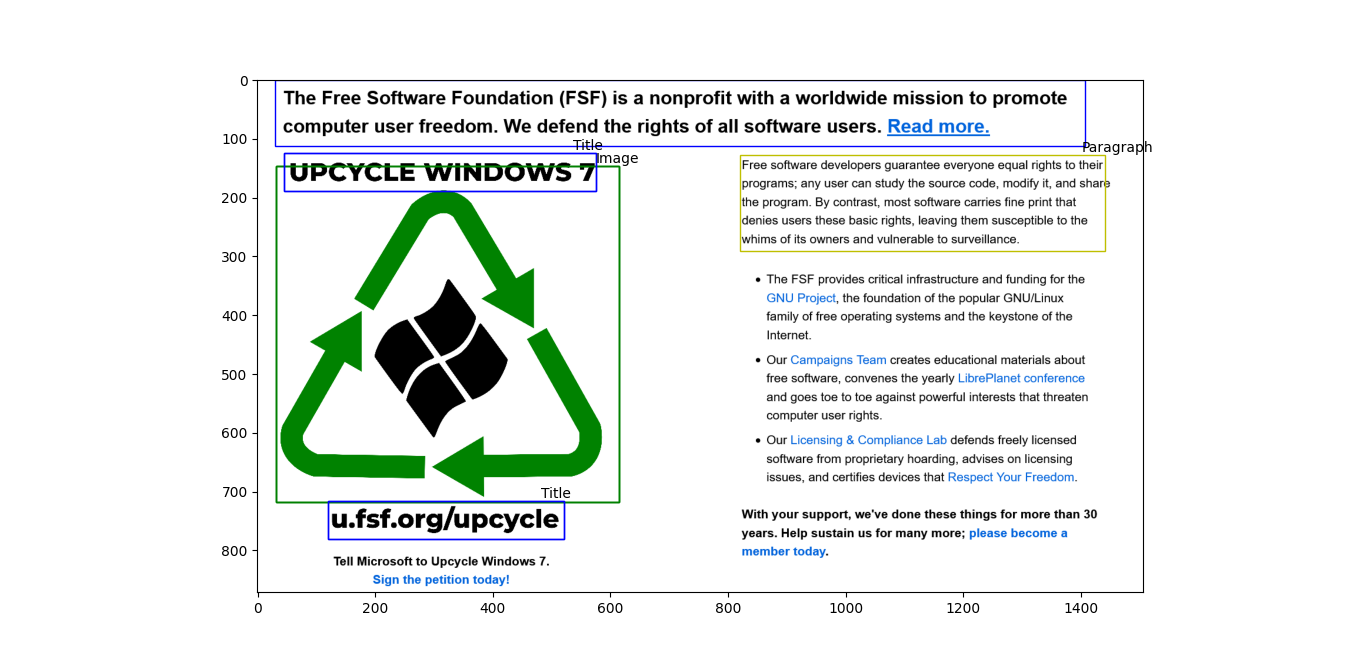 The Free Software Foundation (FSF) is a nonprofit with a worldwide mission to promote
computer user freedom. We defend the rights of all software users. Read more.
Title
Image
UPCYCLE WINDOWS 7
Title
u.fsf.org/upcycle
Tell Microsoft to Upcycle Windows 7.
Sign the petition today!
Paragraph
Free software developers guarantee everyone equal rights to their
programs; any user can study the source code, modify it, and share
the program. By contrast, most software carries fine print that
denies users these basic rights, leaving them susceptible to the
whims of its owners and vulnerable to surveillance.
• The FSF provides critical infrastructure and funding for the
GNU Project, the foundation of the popular GNU/Linux
family of free operating systems and the keystone of the
Internet.
• Our Campaigns Team creates educational materials about
free software, convenes the yearly LibrePlanet conference
and goes toe to toe against powerful interests that threaten
computer user rights.
• Our Licensing & Compliance Lab defends freely licensed
software from proprietary hoarding, advises on licensing
issues, and certifies devices that Respect Your Freedom.
With your support, we've done these things for more than 30
years. Help sustain us for many more; please become a
member today.
0
100
200
300
400
500
600
700
800
0 200 400 600 800 1000 1200 1400